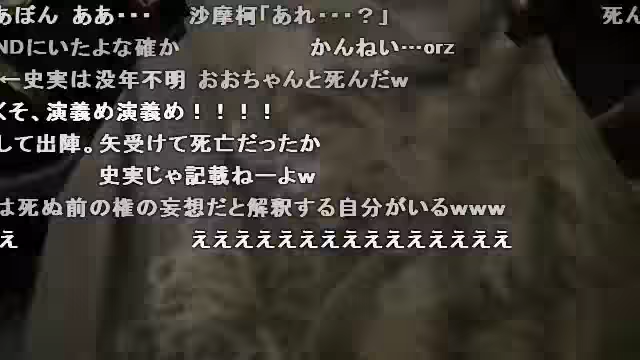 あぼん ああ・・・ 沙摩柯「あれ・・・？」 死ん
NDにいたよな確か かんねい…orz
←史実は没年不明 おおちゃんと死んだw
くそ、演義め演義め！！！！
して出陣。矢受けて死亡だったか
史実じゃ記載ねーよw
は死ぬ前の権の妄想だと解釈する自分がいるwww
え ええええええええええええええええ